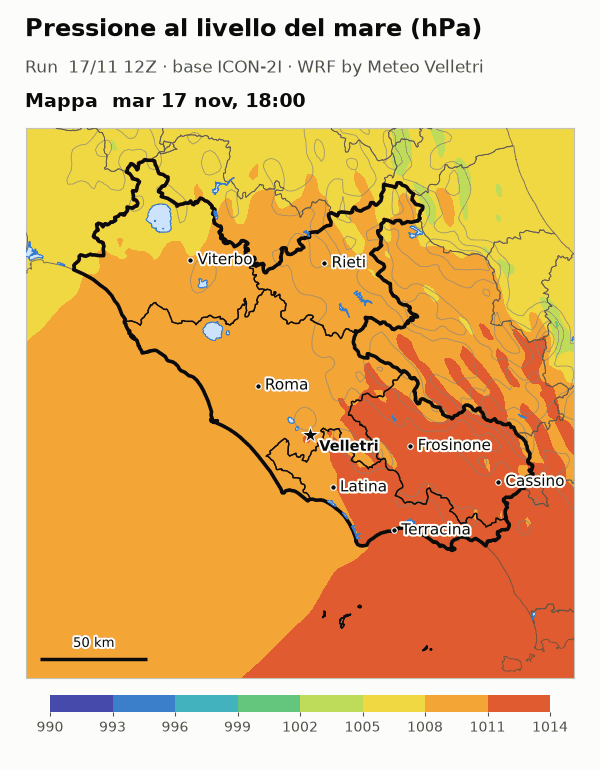 Pressione al livello del mare (hPa)
Run  17/11 12Z · base ICON-2I · WRF by Meteo Velletri
Mappa  mar 17 nov, 18:00
Viterbo
Rieti
Roma
Velletri
Frosinone
Cassino
Latina
Terracina
50 km
990 993 996 999 1002 1005 1008 1011 1014